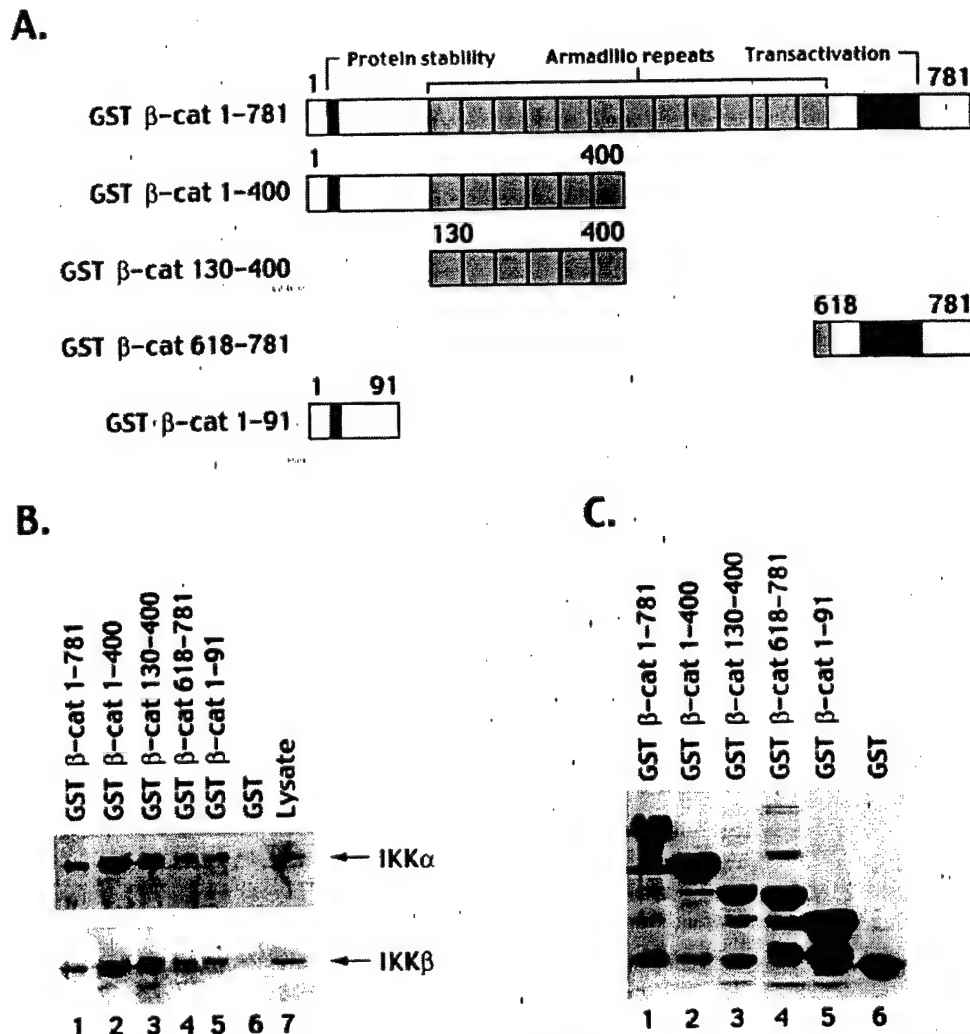 A.
Protein stability Armadillo repeats Transactivation
1 781
GST β-cat 1-781
1 400
GST β-cat 1-400
130 400
GST β-cat 130-400
618 781
GST β-cat 618-781
1 91
GST β-cat 1-91
B.
GST β-cat 1-781
GST β-cat 1-400
GST β-cat 130-400
GST β-cat 618-781
GST β-cat 1-91
GST
Lysate
IKKα
IKKβ
1 2 3 4 5 6 7
C.
GST β-cat 1-781
GST β-cat 1-400
GST β-cat 130-400
GST β-cat 618-781
GST β-cat 1-91
GST
1 2 3 4 5 6